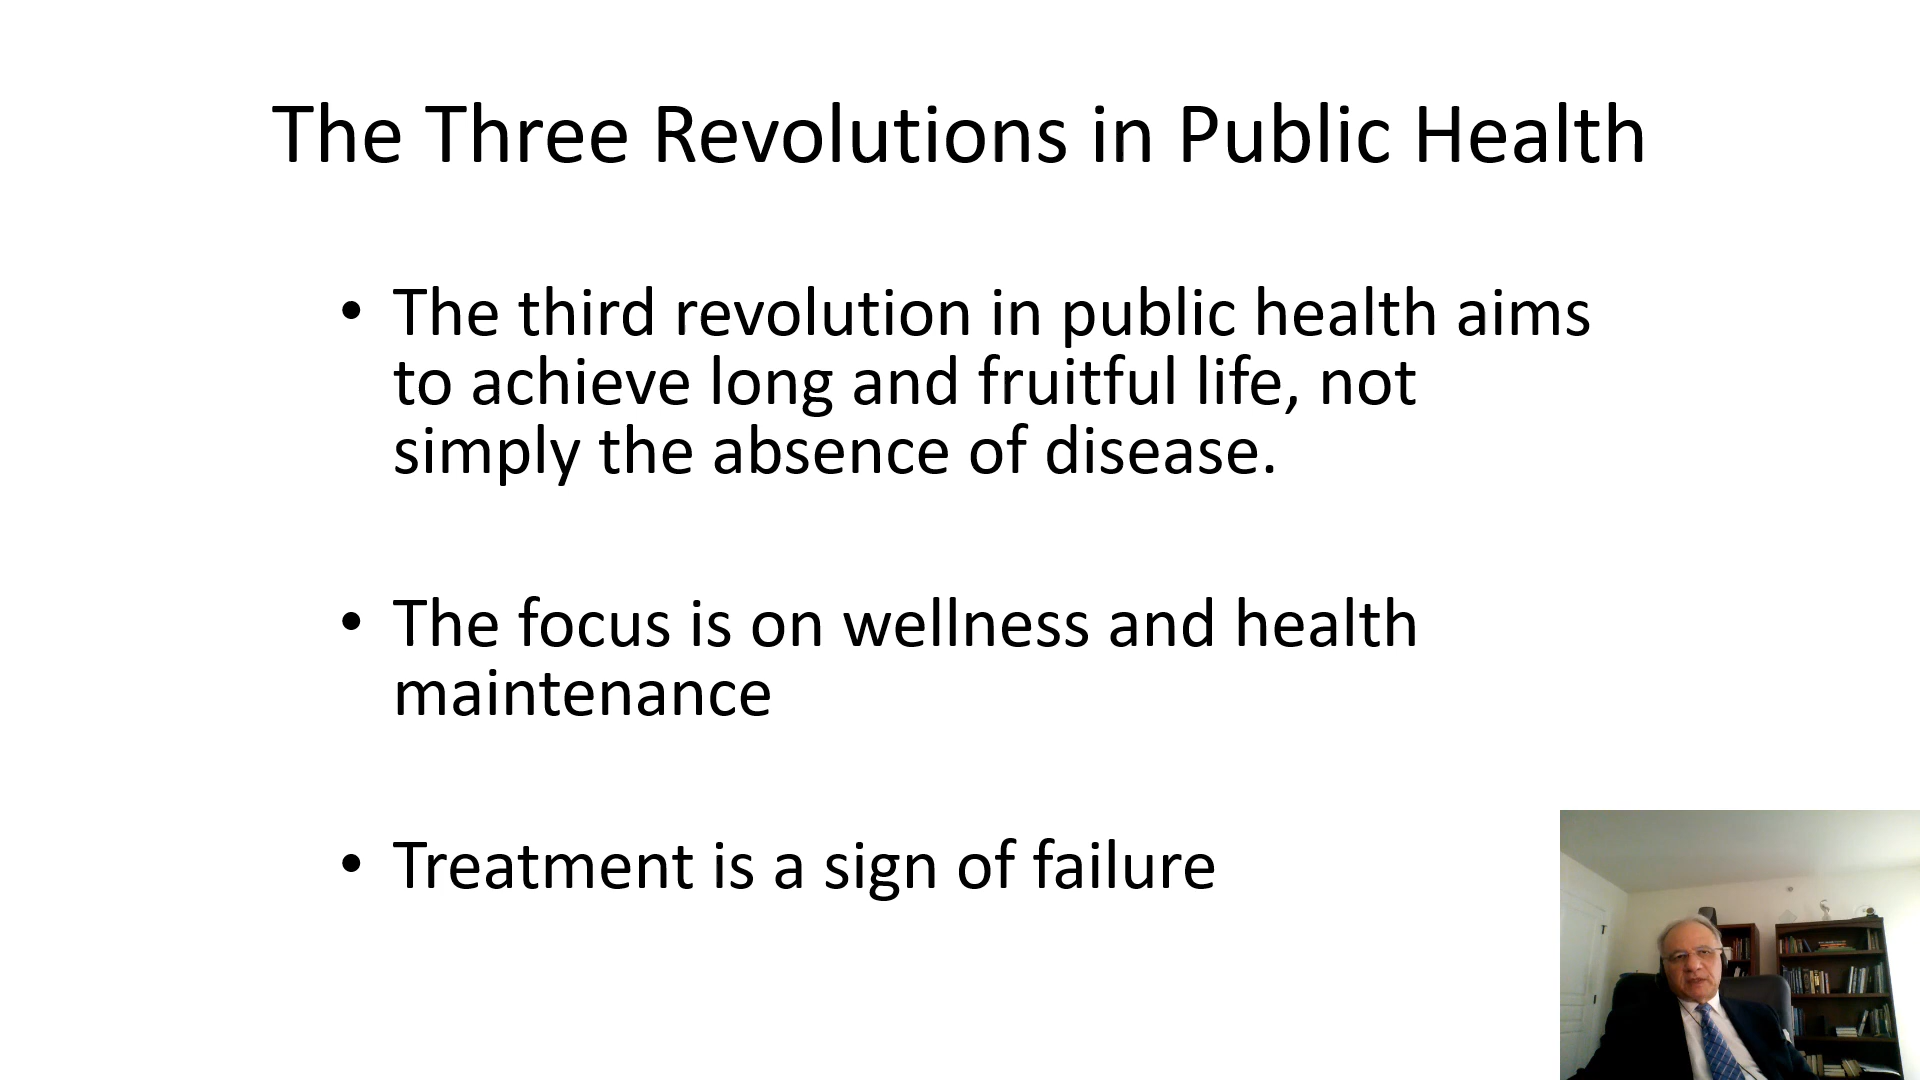 The Three Revolutions in Public Health
• The third revolution in public health aims
to achieve long and fruitful life, not
simply the absence of disease.
• The focus is on wellness and health
maintenance
• Treatment is a sign of failure